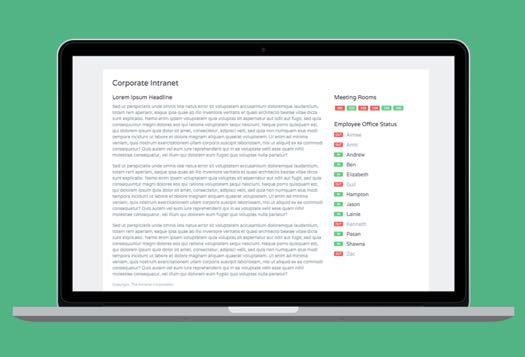 Corporate Intranet
Lorem Ipsum Headline
Sed ut perspiciatis unde omnis iste natus error sit voluptatem accusantium doloremque laudantium,
totam rem aperiam, eaque ipsa quae ab illo inventore veritatis et quasi architecto beatae vitae dicta
sunt explicabo. Nemo enim ipsam voluptatem quia voluptas sit aspernatur aut odit aut fugit, sed quia
consequuntur magni dolores eos qui ratione voluptatem sequi nesciunt. Neque porro quisquam est,
qui dolorem ipsum quia dolor sit amet, consectetur, adipisci velit, sed quia non numquam eius modi
tempora incidunt ut labore et dolore magnam aliquam quaerat voluptatem. Ut enim ad minima
veniam, quis nostrum exercitationem ullam corporis suscipit laboriosam, nisi ut aliquid ex ea commodi
consequatur? Quis autem vel eum iure reprehenderit qui in ea voluptate velit esse quam nihil
molestiae consequatur, vel illum qui dolorem eum fugiat quo voluptas nulla pariatur?
Sed ut perspiciatis unde omnis iste natus error sit voluptatem accusantium doloremque laudantium,
totam rem aperiam, eaque ipsa quae ab illo inventore veritatis et quasi architecto beatae vitae dicta
sunt explicabo. Nemo enim ipsam voluptatem quia voluptas sit aspernatur aut odit aut fugit, sed quia
consequuntur magni dolores eos qui ratione voluptatem sequi nesciunt. Neque porro quisquam est,
qui dolorem ipsum quia dolor sit amet, consectetur, adipisci velit, sed quia non numquam eius modi
tempora incidunt ut labore et dolore magnam aliquam quaerat voluptatem. Ut enim ad minima
veniam, quis nostrum exercitationem ullam corporis suscipit laboriosam, nisi ut aliquid ex ea commodi
consequatur? Quis autem vel eum iure reprehenderit qui in ea voluptate velit esse quam nihil
molestiae consequatur, vel illum qui dolorem eum fugiat quo voluptas nulla pariatur?
Sed ut perspiciatis unde omnis iste natus error sit voluptatem accusantium doloremque laudantium,
totam rem aperiam, eaque ipsa quae ab illo inventore veritatis et quasi architecto beatae vitae dicta
sunt explicabo. Nemo enim ipsam voluptatem quia voluptas sit aspernatur aut odit aut fugit, sed quia
consequuntur magni dolores eos qui ratione voluptatem sequi nesciunt. Neque porro quisquam est,
qui dolorem ipsum quia dolor sit amet, consectetur, adipisci velit, sed quia non numquam eius modi
tempora incidunt ut labore et dolore magnam aliquam quaerat voluptatem. Ut enim ad minima
veniam, quis nostrum exercitationem ullam corporis suscipit laboriosam, nisi ut aliquid ex ea commodi
consequatur? Quis autem vel eum iure reprehenderit qui in ea voluptate velit esse quam nihil
molestiae consequatur, vel illum qui dolorem eum fugiat quo voluptas nulla pariatur?
Meeting Rooms
Employee Office Status
OUT Aimee
OUT Anni
IN Andrew
IN Ben
IN Elizabeth
OUT Gail
IN Hampton
IN Jason
IN Lainie
OUT Kenneth
IN Pasan
IN Shawna
OUT Zac